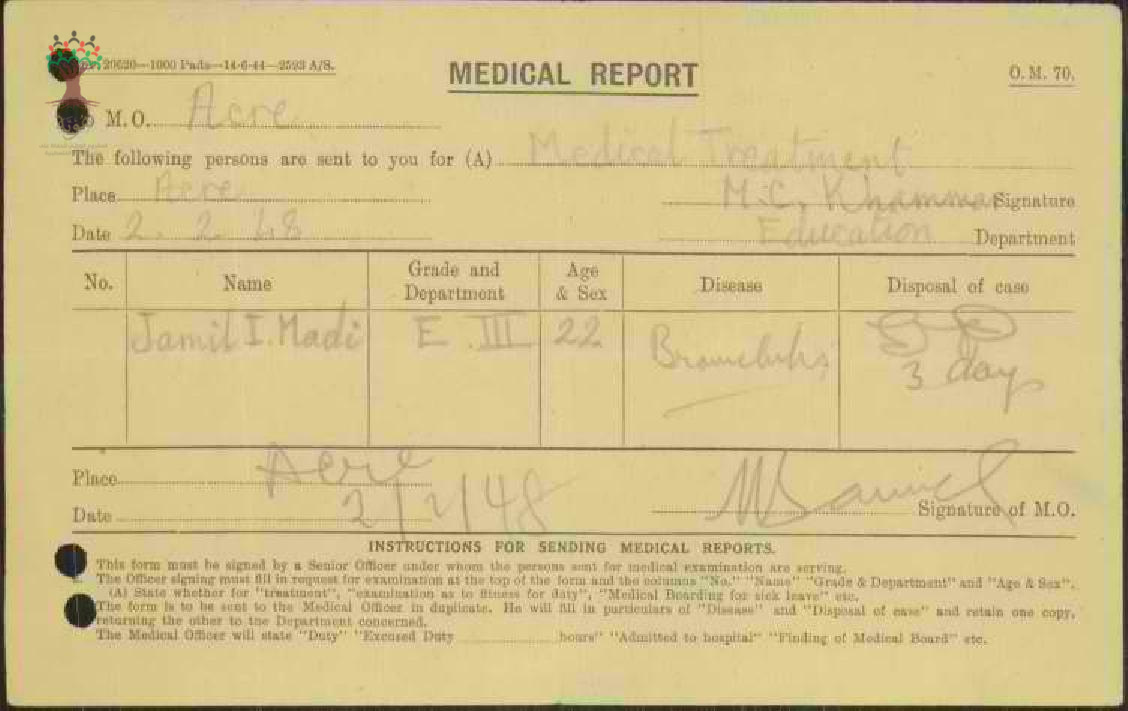 20620—1000 Pads—14-6-44—2593 A/S.
MEDICAL REPORT
O. M. 70.
M.O. Acre
The following persons are sent to you for (A) Medical Treatment
Place Acre M.C. Khammar Signature
Date 2. 2 48 Education Department
No. Name Grade and Department Age & Sex Disease Disposal of case
Jamil I. Madi E. III 22
3 days
Place Acre
Date 2/2/48 Signature of M.O.
INSTRUCTIONS FOR SENDING MEDICAL REPORTS.
This form must be signed by a Senior Officer under whom the persons sent for medical examination are serving.
The Officer signing must fill in request for examination at the top of the form and the columns "No." "Name" "Grade & Department" and "Age & Sex".
(A) State whether for "treatment", "examination as to fitness for duty", "Medical Boarding for sick leave" etc.
The form is to be sent to the Medical Officer in duplicate. He will fill in particulars of "Disease" and "Disposal of case" and retain one copy,
returning the other to the Department concerned.
The Medical Officer will state "Duty" "Excused Duty hours" "Admitted to hospital" "Finding of Medical Board" etc.